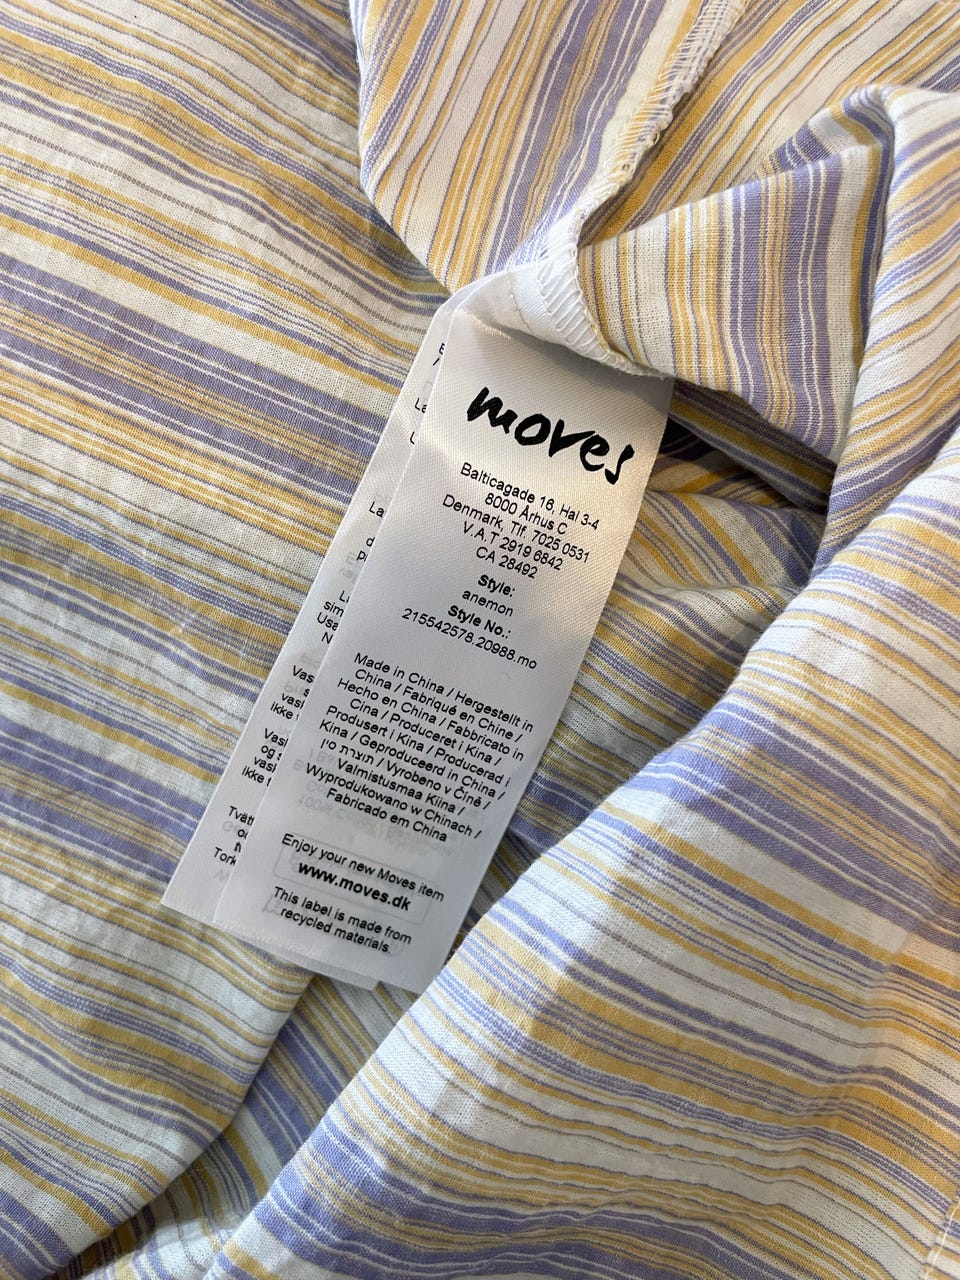 moves
Balticagade 16, Hal 3-4
8000 Århus C
Denmark, Tlf. 7025 0531
V.A.T 2919 6842
CA 28492
Style:
anemon
Style No.:
215542578.20988.mo
Made in China / Hergestellt in
China / Fabriqué en Chine /
Hecho en China / Fabbricato in
Cina / Produceret i Kina /
Produsert i Kina / Producerad i
Kina / Geproduceerd in China /
תוצרת סין / Vyrobeno v Číně /
Valmistusmaa Kiina /
Wyprodukowano w Chinach /
Fabricado em China
Enjoy your new Moves item
www.moves.dk
This label is made from
recycled materials.